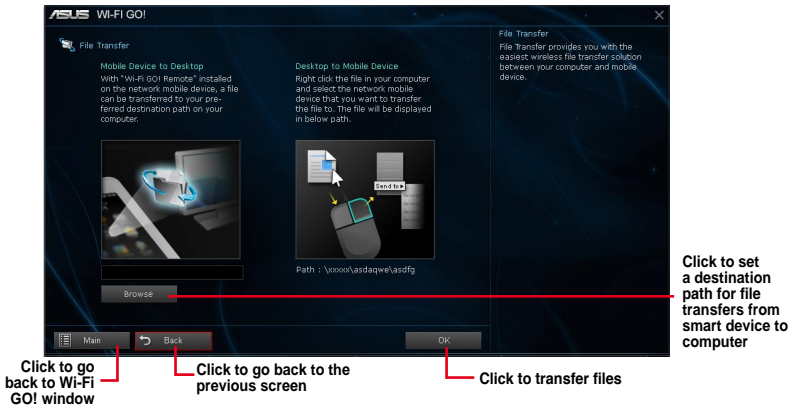 ASUS WI-FI GO!
File Transfer
Mobile Device to Desktop
With "Wi-Fi GO! Remote" installed
on the network mobile device, a file
can be transferred to your pre-
ferred destination path on your
computer.
Browse
Desktop to Mobile Device
Right click the file in your computer
and select the network mobile
device that you want to transfer
the file to. The file will be displayed
in below path.
Send to
Path : \xxxxx\asdaqwe\asdfg
File Transfer
File Transfer provides you with the
easiest wireless file transfer solution
between your computer and mobile
device.
Main
Back
OK
Click to set
a destination
path for file
transfers from
smart device to
computer
Click to go
back to Wi-Fi
GO! window
Click to go back to the
previous screen
Click to transfer files